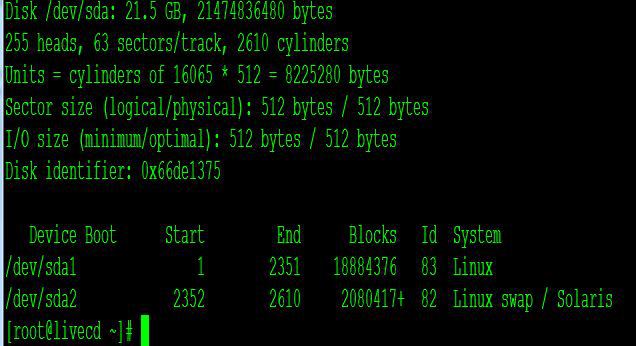 Disk /dev/sda: 21.5 GB, 21474836480 bytes
255 heads, 63 sectors/track, 2610 cylinders
Units = cylinders of 16065 * 512 = 8225280 bytes
Sector size (logical/physical): 512 bytes / 512 bytes
I/O size (minimum/optimal): 512 bytes / 512 bytes
Disk identifier: 0x66de1375
Device Boot Start End Blocks Id System
/dev/sda1 1 2351 18884376 83 Linux
/dev/sda2 2352 2610 2080417+ 82 Linux swap / Solaris
[root@livecd ~]#